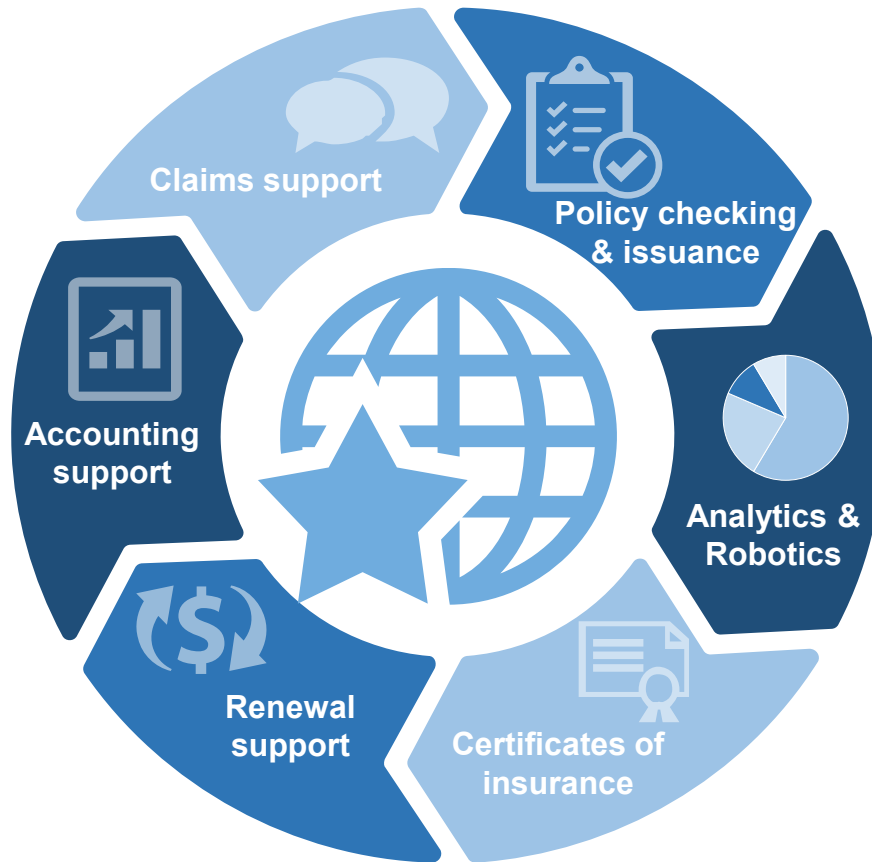 Claims support
Policy checking
& issuance
Accounting
support
Analytics &
Robotics
Renewal
support
Certificates of
insurance
$